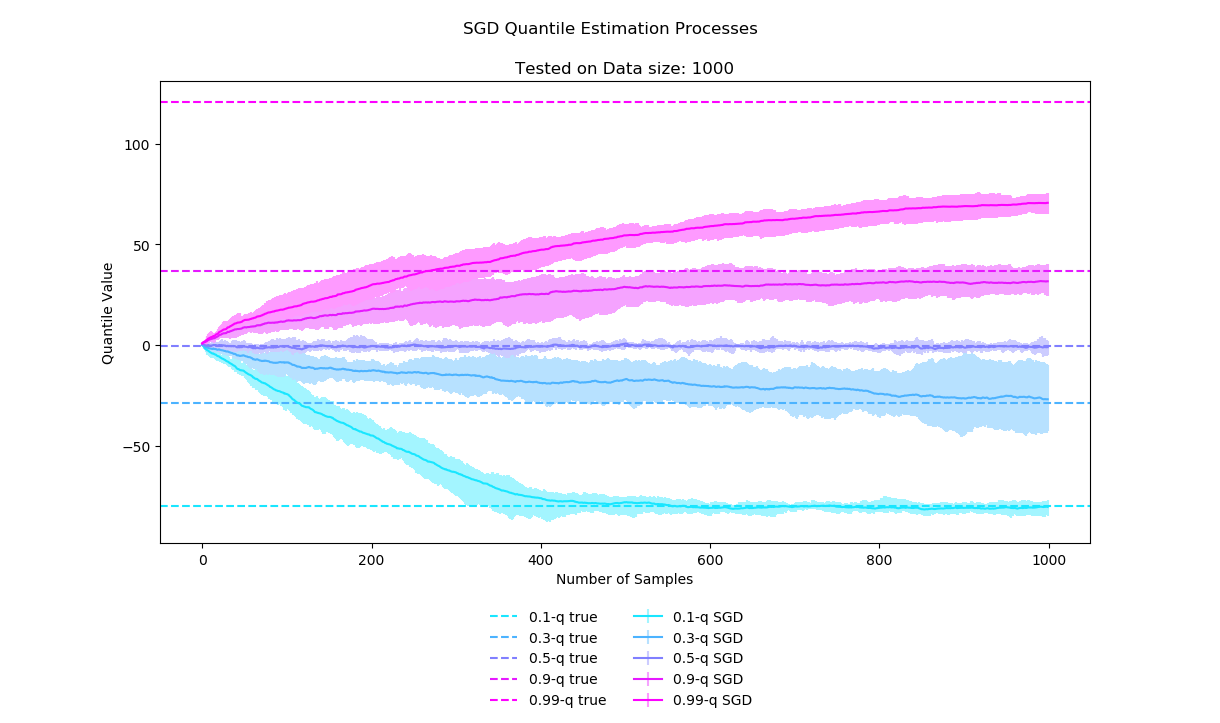 SGD Quantile Estimation Processes
Tested on Data size: 1000
Quantile Value
100
50
0
−50
0 200 400 600 800 1000
Number of Samples
0.1-q true 0.1-q SGD
0.3-q true 0.3-q SGD
0.5-q true 0.5-q SGD
0.9-q true 0.9-q SGD
0.99-q true 0.99-q SGD